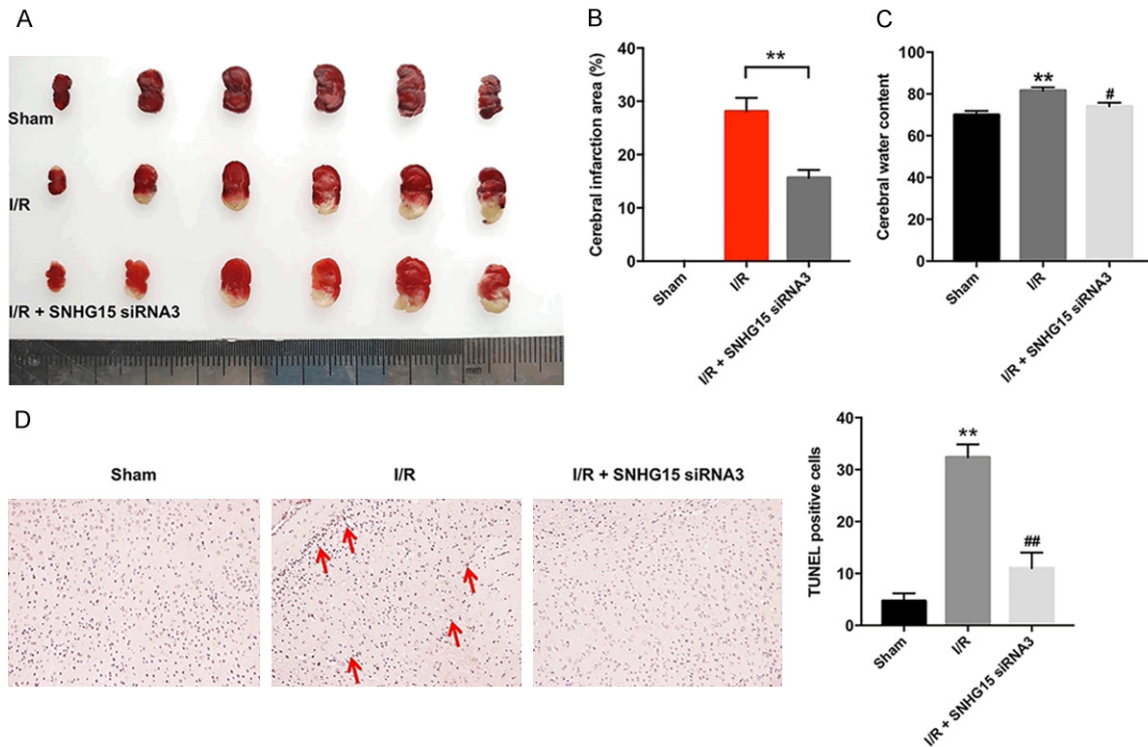 A
Sham
I/R
I/R + SNHG15 siRNA3
mm
B
Cerebral infarction area (%)
40
30
20
10
0
**
Sham
I/R
I/R + SNHG15 siRNA3
C
Cerebral water content
100
80
60
40
20
0
**
#
Sham
I/R
I/R + SNHG15 siRNA3
D
Sham
I/R
I/R + SNHG15 siRNA3
TUNEL positive cells
40
30
20
10
0
**
##
Sham
I/R
I/R + SNHG15 siRNA3